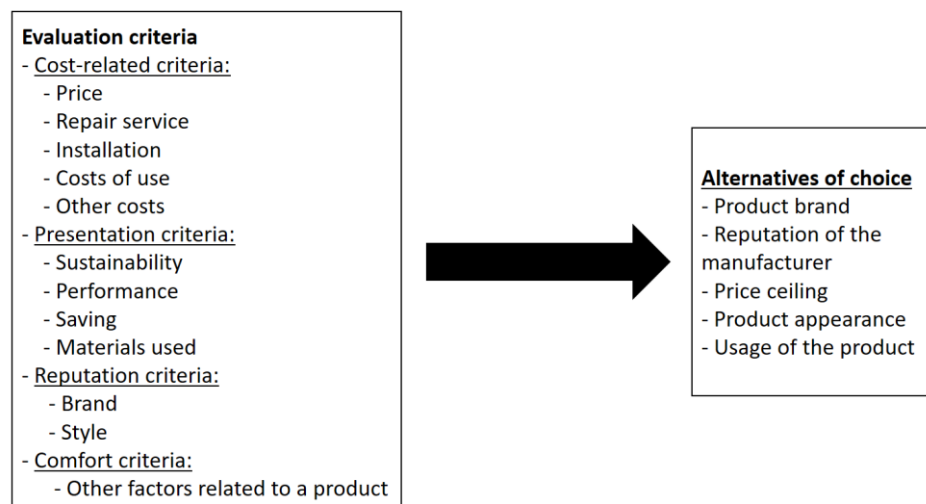 Evaluation criteria
- Cost-related criteria:
- Price
- Repair service
- Installation
- Costs of use
- Other costs
- Presentation criteria:
- Sustainability
- Performance
- Saving
- Materials used
- Reputation criteria:
- Brand
- Style
- Comfort criteria:
- Other factors related to a product
Alternatives of choice
- Product brand
- Reputation of the
manufacturer
- Price ceiling
- Product appearance
- Usage of the product